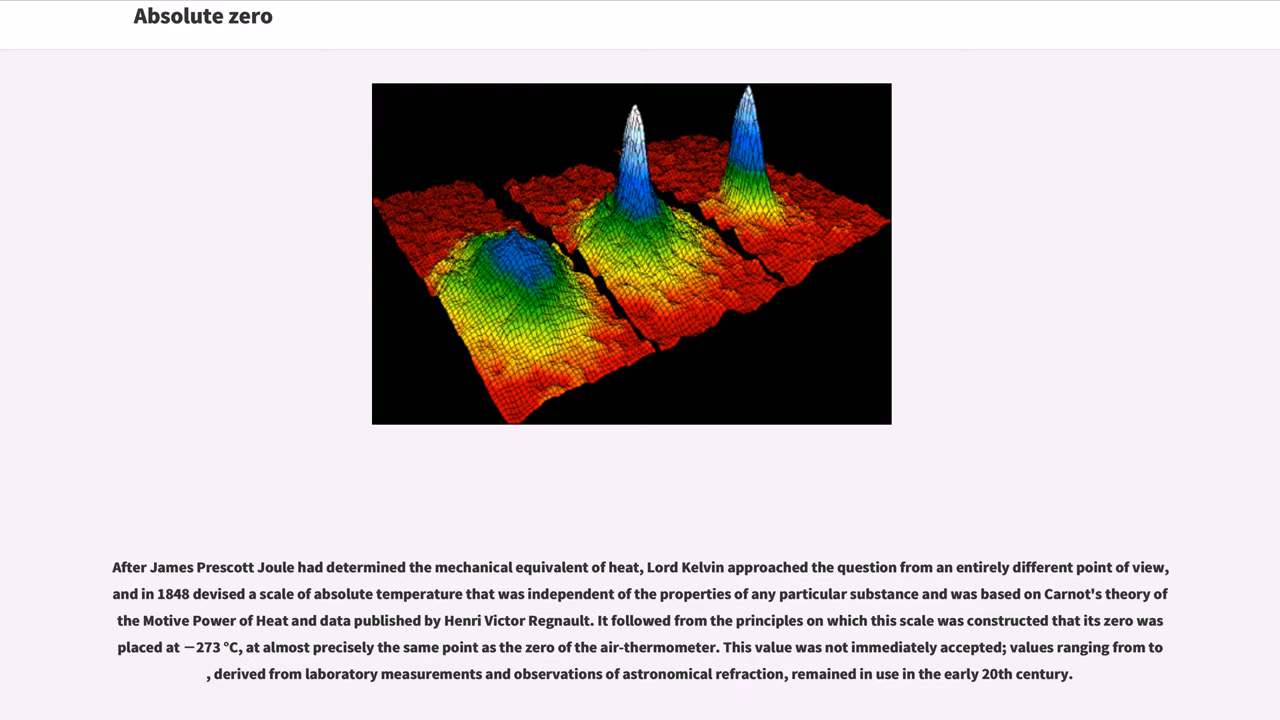 Absolute zero
After James Prescott Joule had determined the mechanical equivalent of heat, Lord Kelvin approached the question from an entirely different point of view,
and in 1848 devised a scale of absolute temperature that was independent of the properties of any particular substance and was based on Carnot's theory of
the Motive Power of Heat and data published by Henri Victor Regnault. It followed from the principles on which this scale was constructed that its zero was
placed at −273 °C, at almost precisely the same point as the zero of the air-thermometer. This value was not immediately accepted; values ranging from to
, derived from laboratory measurements and observations of astronomical refraction, remained in use in the early 20th century.